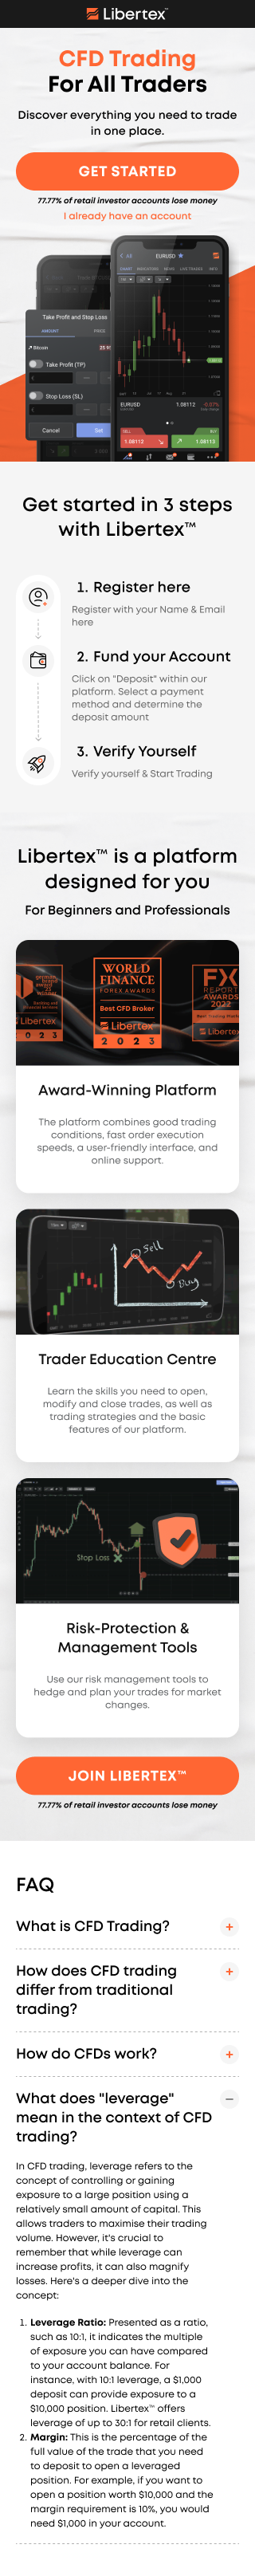 Libertex™
CFD Trading
For All Traders
Discover everything you need to trade
in one place.
GET STARTED
77.77% of retail investor accounts lose money
I already have an account
All
EURUSD
Take Profit and Stop Loss
AMOUNT
PRICE
Bitcoin
Take Profit (TP)
Stop Loss (SL)
Cancel
Set
EURUSD
1.08112
SELL
BUY
1.08112
1.08113
Get started in 3 steps
with Libertex™
1. Register here
Register with your Name & Email
here
2. Fund your Account
Click on "Deposit" within our
platform. Select a payment
method and determine the
deposit amount
3. Verify Yourself
Verify yourself & Start Trading
Libertex™ is a platform
designed for you
For Beginners and Professionals
WORLD
FINANCE
FOREX AWARDS
Best CFD Broker
Libertex
2023
Libertex
023
FX
REPORT
AWARDS
2022
Best Trading Platfo
Libertex
Award-Winning Platform
The platform combines good trading
conditions, fast order execution
speeds, a user-friendly interface, and
online support.
Sell
Buy
Trader Education Centre
Learn the skills you need to open,
modify and close trades, as well as
trading strategies and the basic
features of our platform.
Stop Loss
Risk-Protection &
Management Tools
Use our risk management tools to
hedge and plan your trades for market
changes.
JOIN LIBERTEX™
77.77% of retail investor accounts lose money
FAQ
What is CFD Trading?
How does CFD trading
differ from traditional
trading?
How do CFDs work?
What does "leverage"
mean in the context of CFD
trading?
In CFD trading, leverage refers to the
concept of controlling or gaining
exposure to a large position using a
relatively small amount of capital. This
allows traders to maximise their trading
volume. However, it's crucial to
remember that while leverage can
increase profits, it can also magnify
losses. Here's a deeper dive into the
concept:
1. Leverage Ratio: Presented as a ratio,
such as 10:1, it indicates the multiple
of exposure you can have compared
to your account balance. For
instance, with 10:1 leverage, a $1,000
deposit can provide exposure to a
$10,000 position. Libertex™ offers
leverage of up to 30:1 for retail clients.
2. Margin: This is the percentage of the
full value of the trade that you need
to deposit to open a leveraged
position. For example, if you want to
open a position worth $10,000 and the
margin requirement is 10%, you would
need $1,000 in your account.